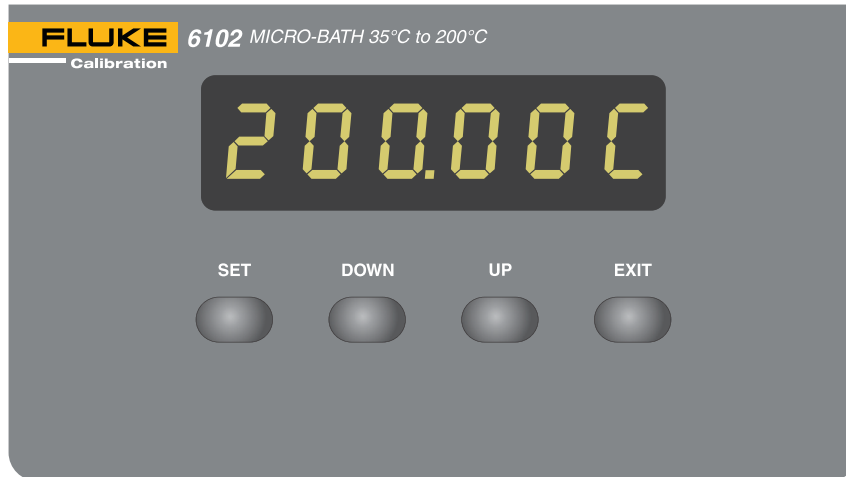 FLUKE 6102 MICRO-BATH 35°C to 200°C
Calibration
200.00C
SET DOWN UP EXIT